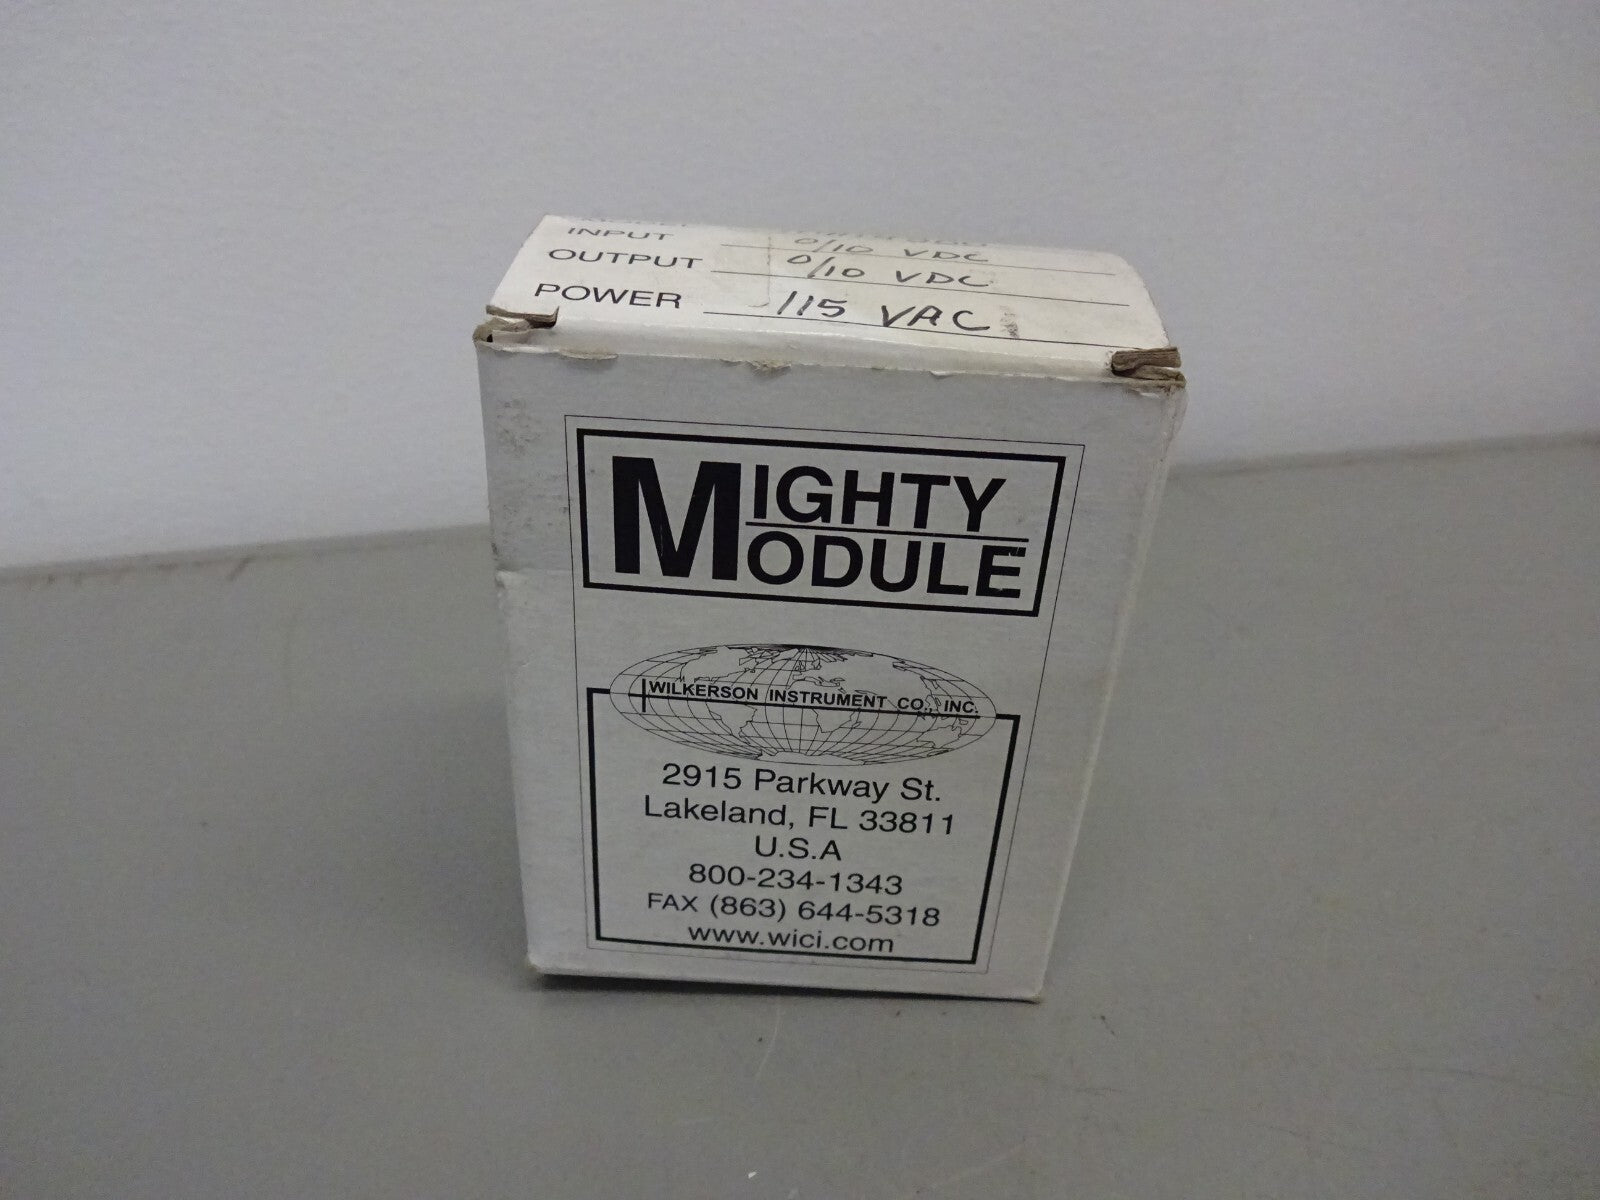 INPUT 0/10 VDC
OUTPUT 0/10 VDC
POWER 115 VAC
MIGHTY
MODULE
WILKERSON INSTRUMENT CO., INC.
2915 Parkway St.
Lakeland, FL 33811
U.S.A
800-234-1343
FAX (863) 644-5318
www.wici.com